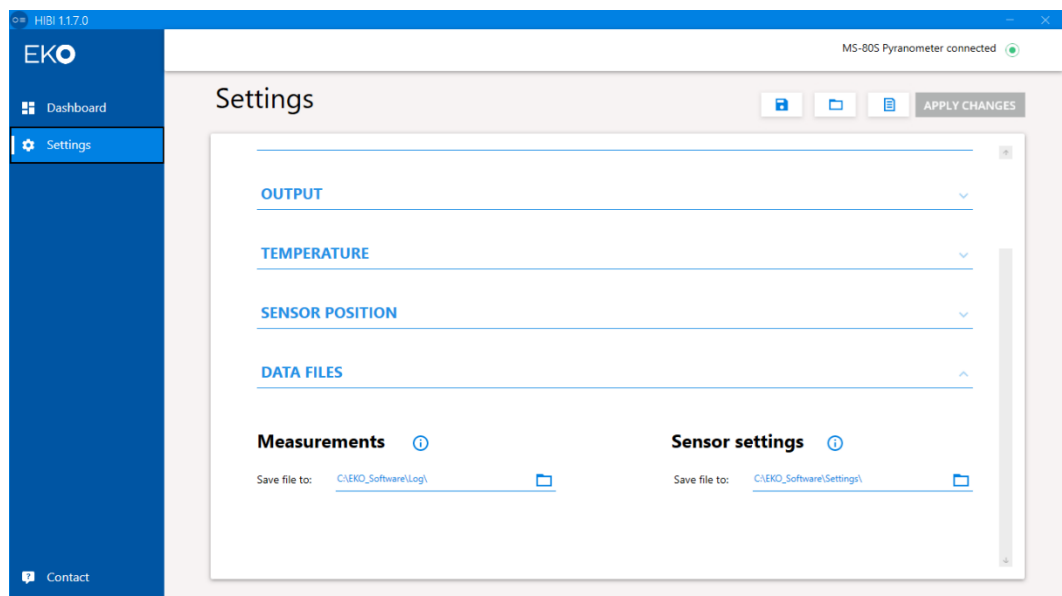 HIBI 1.1.7.0
EKO
MS-80S Pyranometer connected
Dashboard
Settings
Contact
Settings
APPLY CHANGES
OUTPUT
TEMPERATURE
SENSOR POSITION
DATA FILES
Measurements
Sensor settings
Save file to: C:\EKO_Software\Log\
Save file to: C:\EKO_Software\Settings\